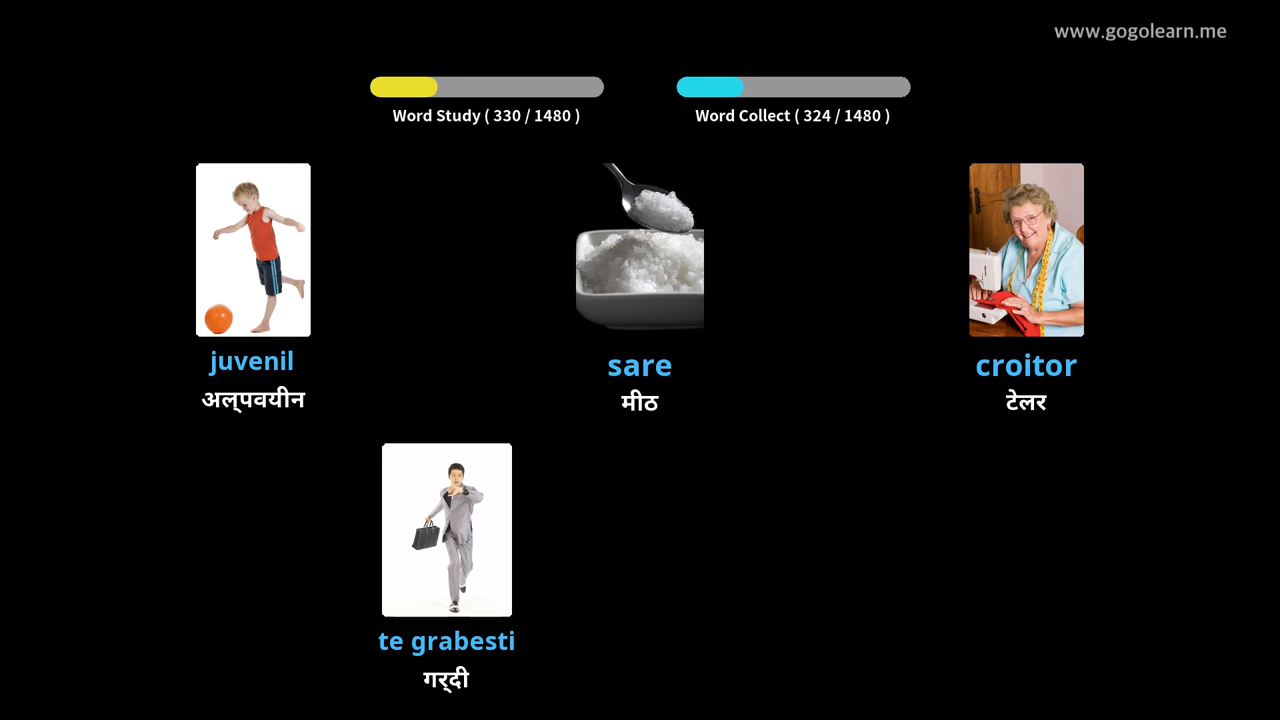 www.gogolearn.me
Word Study ( 330 / 1480 )
Word Collect ( 324 / 1480 )
juvenil
अल्‌पवयीन
sare
मीठ
croitor
टेलर
te grabesti
गर्‌दी